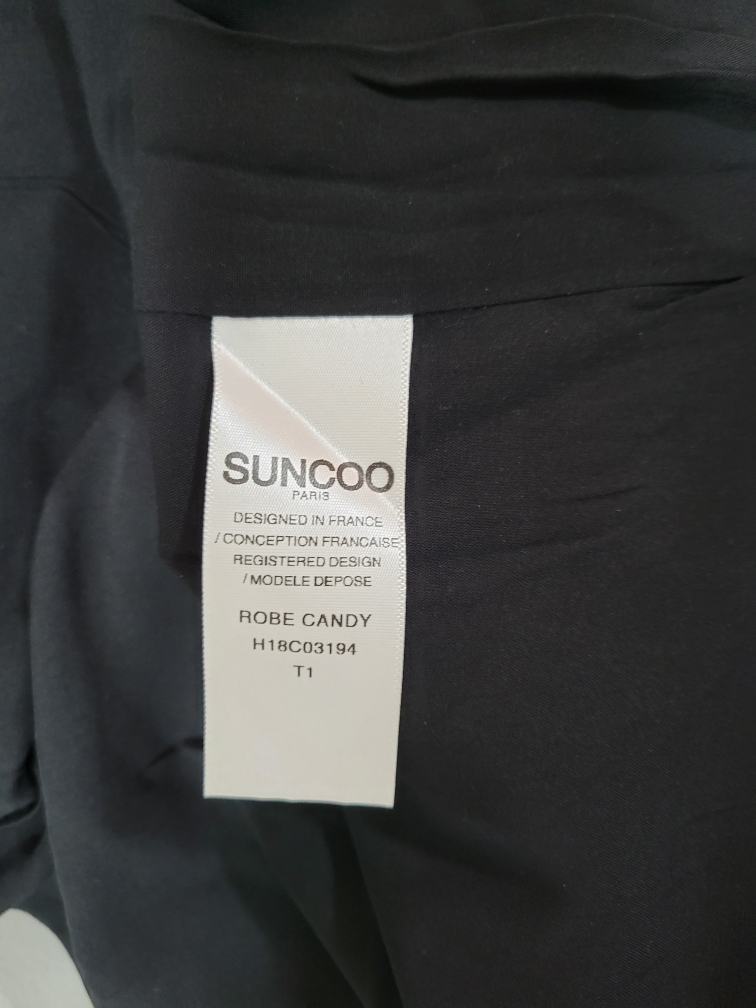 SUNCOO
PARIS
DESIGNED IN FRANCE
/ CONCEPTION FRANCAISE
REGISTERED DESIGN
/ MODELE DEPOSE
ROBE CANDY
H18C03194
T1